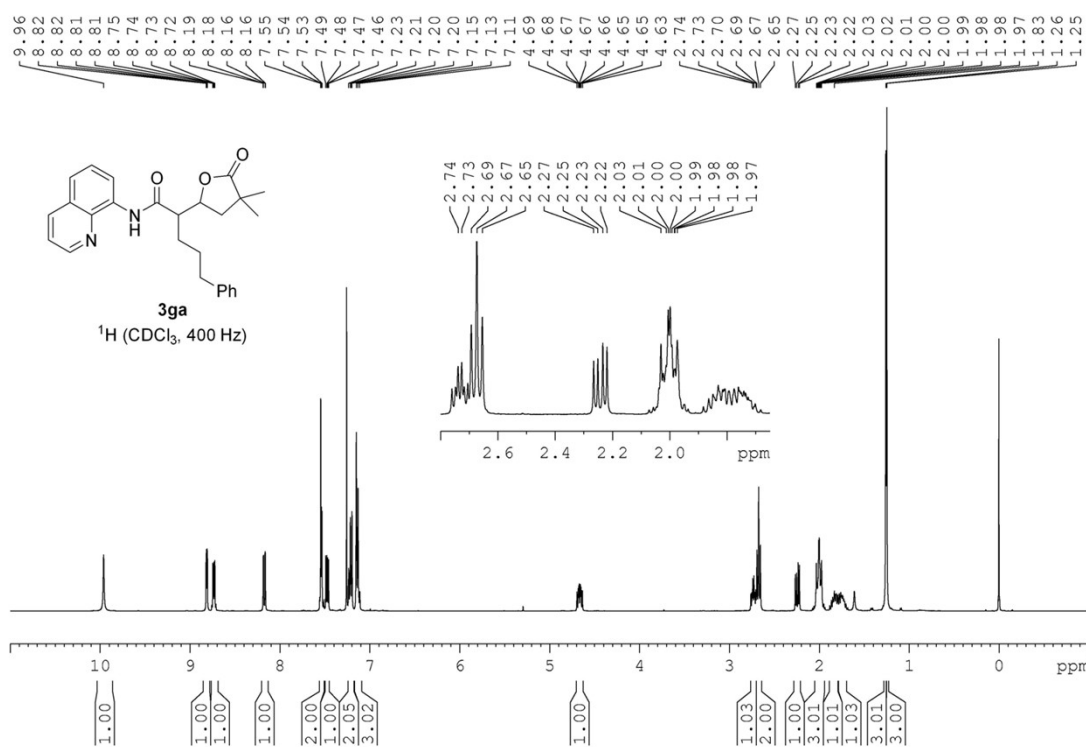 9.96 8.82 8.82 8.81 8.81 8.75 8.74 8.73 8.72 8.19 8.18 8.16 8.16 7.55 7.54 7.53 7.49 7.48 7.47 7.46 7.23 7.21 7.20 7.20 7.15 7.13 7.11 4.69 4.68 4.67 4.67 4.66 4.65 4.65 4.63 2.74 2.73 2.70 2.69 2.67 2.65 2.27 2.25 2.23 2.22 2.03 2.02 2.01 2.00 2.00 1.99 1.98 1.98 1.97 1.83 1.26 1.25
2.74 2.73 2.69 2.67 2.65 2.27 2.25 2.23 2.22 2.03 2.01 2.00 2.00 1.99 1.98 1.98 1.97
O
O
O
N
H
N
Ph
3ga
¹H (CDCl₃, 400 Hz)
2.6 2.4 2.2 2.0 ppm
10 9 8 7 6 5 4 3 2 1 0 ppm
1.00 1.00 1.00 1.00 2.00 1.00 2.05 3.02 1.00 1.03 2.00 1.00 3.01 1.01 1.03 3.01 3.00